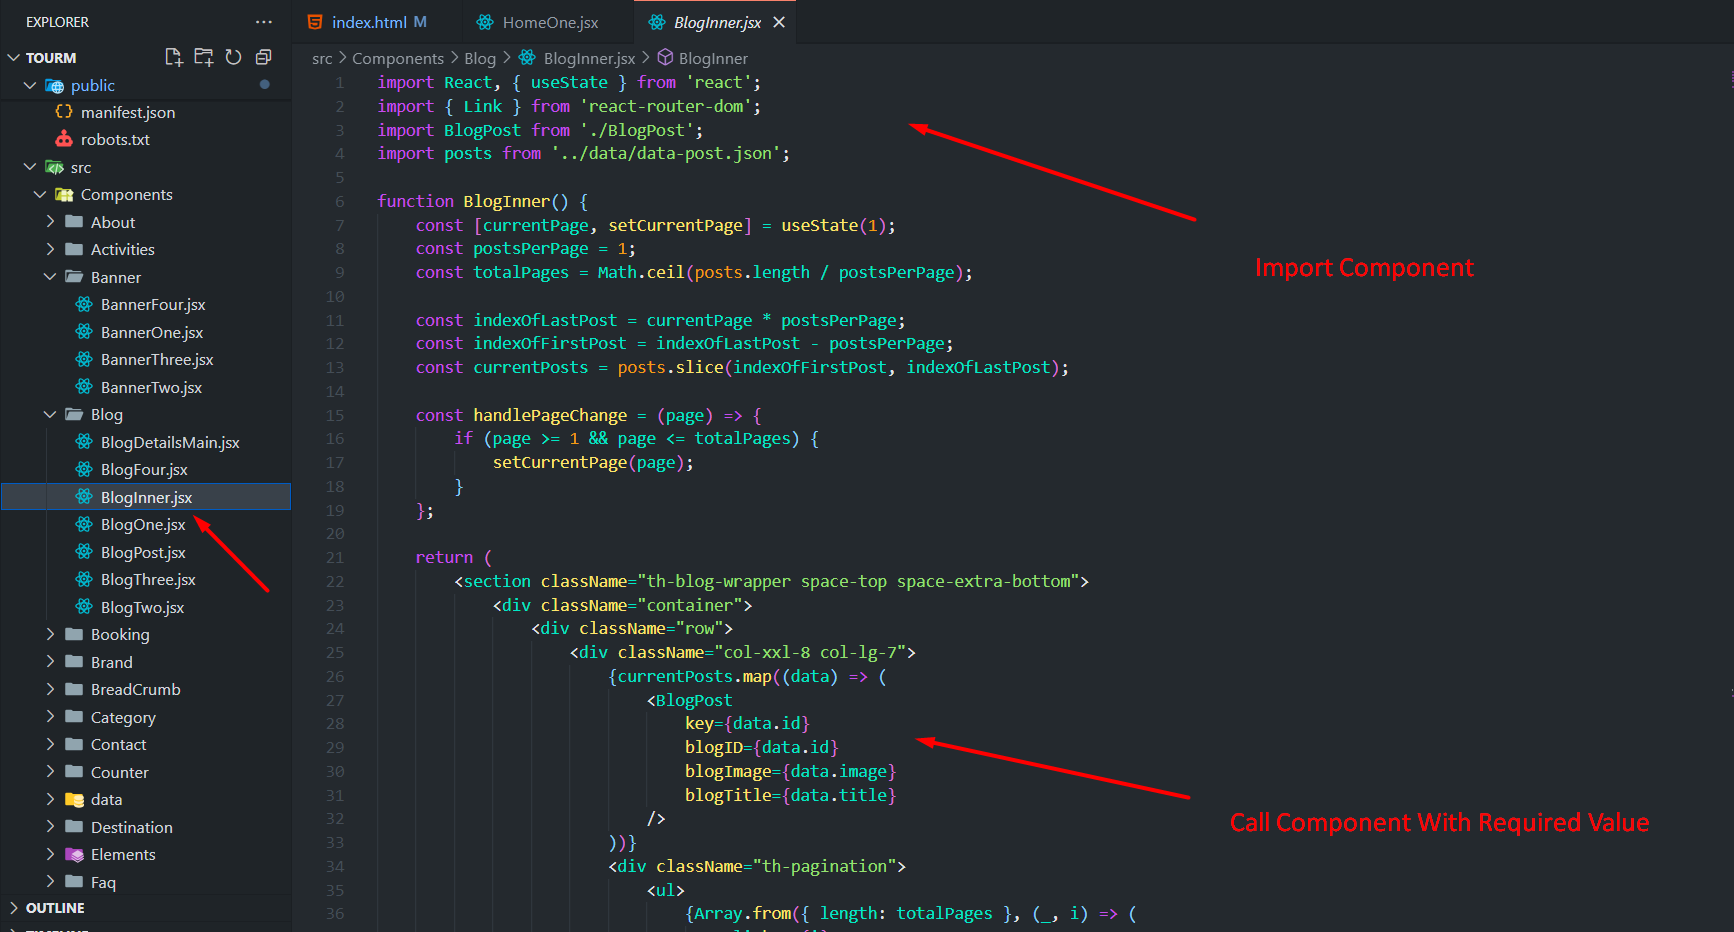 EXPLORER
TOURM
public
manifest.json
robots.txt
src
Components
About
Activities
Banner
BannerFour.jsx
BannerOne.jsx
BannerThree.jsx
BannerTwo.jsx
Blog
BlogDetailsMain.jsx
BlogFour.jsx
BlogInner.jsx
BlogOne.jsx
BlogPost.jsx
BlogThree.jsx
BlogTwo.jsx
Booking
Brand
BreadCrumb
Category
Contact
Counter
data
Destination
Elements
Faq
OUTLINE
index.html M
HomeOne.jsx
BlogInner.jsx
src > Components > Blog > BlogInner.jsx > BlogInner
1 import React, { useState } from 'react';
2 import { Link } from 'react-router-dom';
3 import BlogPost from './BlogPost';
4 import posts from '../data/data-post.json';
5
6 function BlogInner() {
7 const [currentPage, setCurrentPage] = useState(1);
8 const postsPerPage = 1;
9 const totalPages = Math.ceil(posts.length / postsPerPage);
10
11 const indexOfLastPost = currentPage * postsPerPage;
12 const indexOfFirstPost = indexOfLastPost - postsPerPage;
13 const currentPosts = posts.slice(indexOfFirstPost, indexOfLastPost);
14
15 const handlePageChange = (page) => {
16 if (page >= 1 && page <= totalPages) {
17 setCurrentPage(page);
18 }
19 };
20
21 return (
22 <section className="th-blog-wrapper space-top space-extra-bottom">
23 <div className="container">
24 <div className="row">
25 <div className="col-xxl-8 col-lg-7">
26 {currentPosts.map((data) => (
27 <BlogPost
28 key={data.id}
29 blogID={data.id}
30 blogImage={data.image}
31 blogTitle={data.title}
32 />
33 ))}
34 <div className="th-pagination">
35 <ul>
36 {Array.from({ length: totalPages }, (_, i) => (
Import Component
Call Component With Required Value